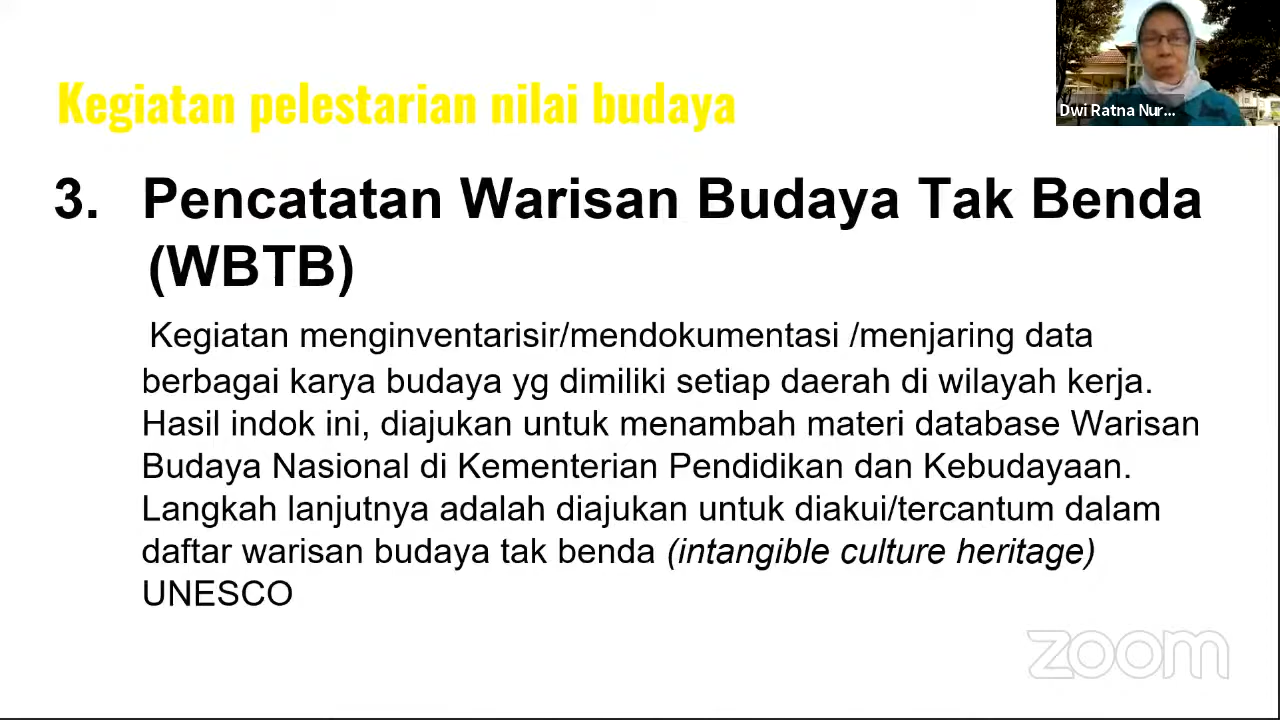 Kegiatan pelestarian nilai budaya
Dwi Ratna Nur...
3. Pencatatan Warisan Budaya Tak Benda
(WBTB)
Kegiatan menginventarisir/mendokumentasi /menjaring data
berbagai karya budaya yg dimiliki setiap daerah di wilayah kerja.
Hasil indok ini, diajukan untuk menambah materi database Warisan
Budaya Nasional di Kementerian Pendidikan dan Kebudayaan.
Langkah lanjutnya adalah diajukan untuk diakui/tercantum dalam
daftar warisan budaya tak benda (intangible culture heritage)
UNESCO
zoom